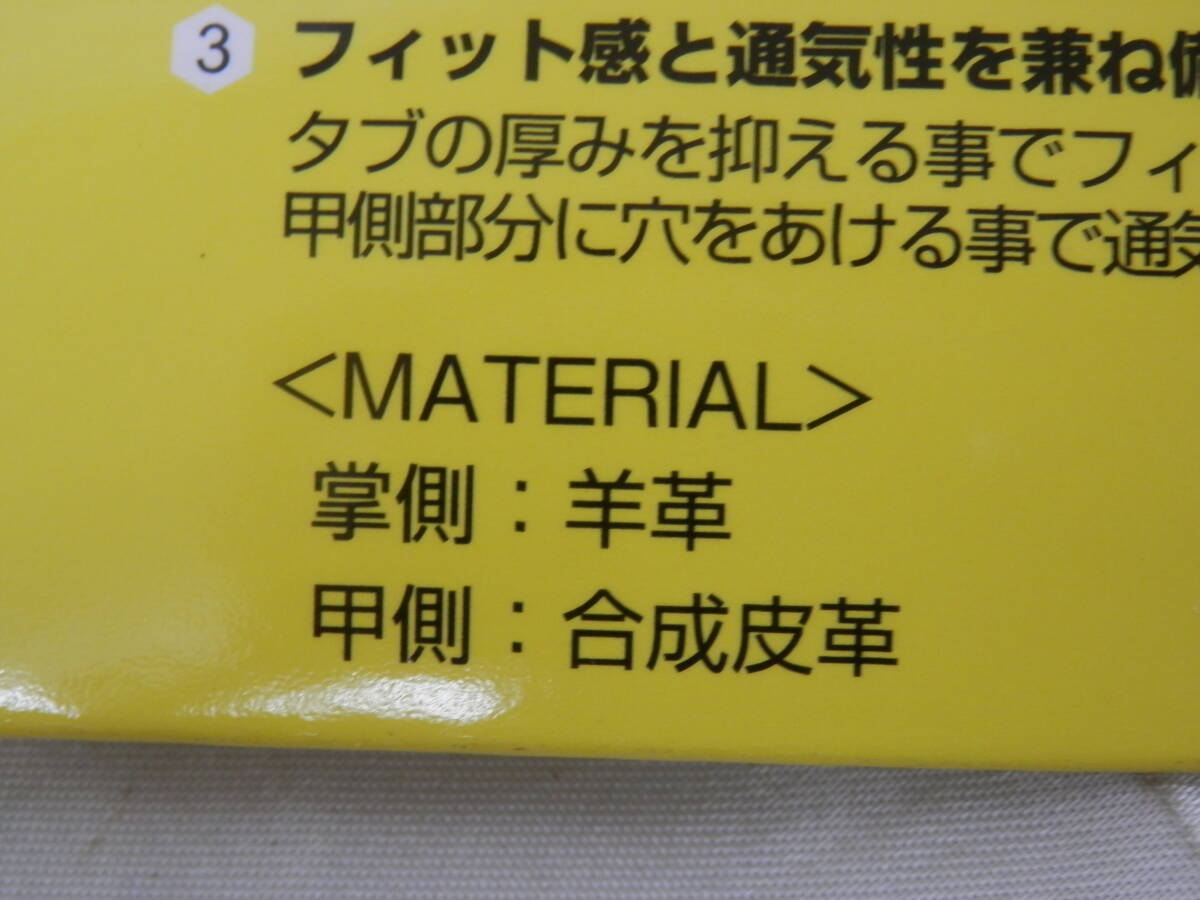 3 フィット感と通気性を兼ね備
タブの厚みを抑える事でフィ
甲側部分に穴をあける事で通気
<MATERIAL>
掌側：羊革
甲側：合成皮革